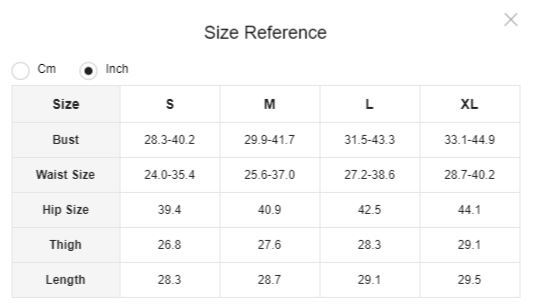 Size Reference
Cm Inch
Size S M L XL
Bust 28.3-40.2 29.9-41.7 31.5-43.3 33.1-44.9
Waist Size 24.0-35.4 25.6-37.0 27.2-38.6 28.7-40.2
Hip Size 39.4 40.9 42.5 44.1
Thigh 26.8 27.6 28.3 29.1
Length 28.3 28.7 29.1 29.5